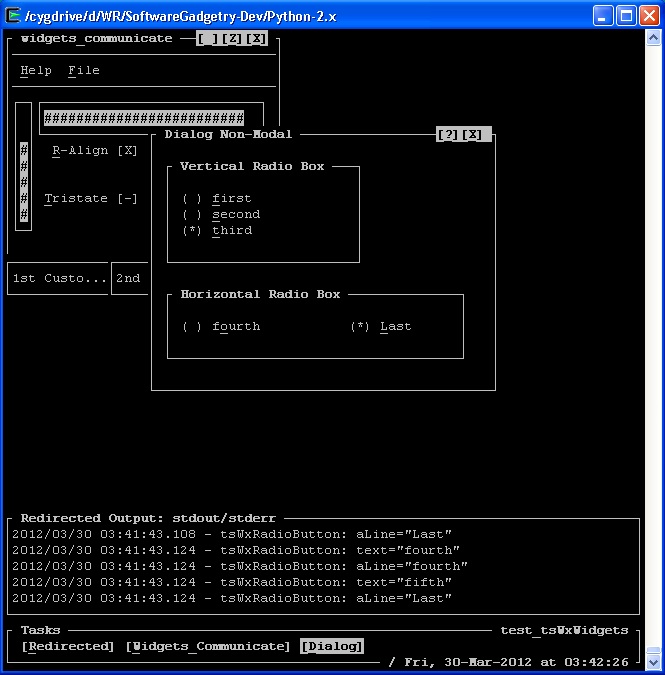 /cygdrive/d/WR/SoftwareGadgetry-Dev/Python-2.x
widgets_communicate [_][Z][X]
Help File
#########################
Dialog Non-Modal [?][X]
# R-Align [X]
Vertical Radio Box
#
#
# Tristate [-]
#
( ) first
( ) second
(*) third
1st Custo... 2nd
Horizontal Radio Box
( ) fourth (*) Last
Redirected Output: stdout/stderr
2012/03/30 03:41:43.108 - tsWxRadioButton: aLine="Last"
2012/03/30 03:41:43.124 - tsWxRadioButton: text="fourth"
2012/03/30 03:41:43.124 - tsWxRadioButton: aLine="fourth"
2012/03/30 03:41:43.124 - tsWxRadioButton: text="fifth"
2012/03/30 03:41:43.124 - tsWxRadioButton: aLine="Last"
Tasks test_tsWxWidgets
[Redirected] [Widgets_Communicate] [Dialog]
/ Fri, 30-Mar-2012 at 03:42:26